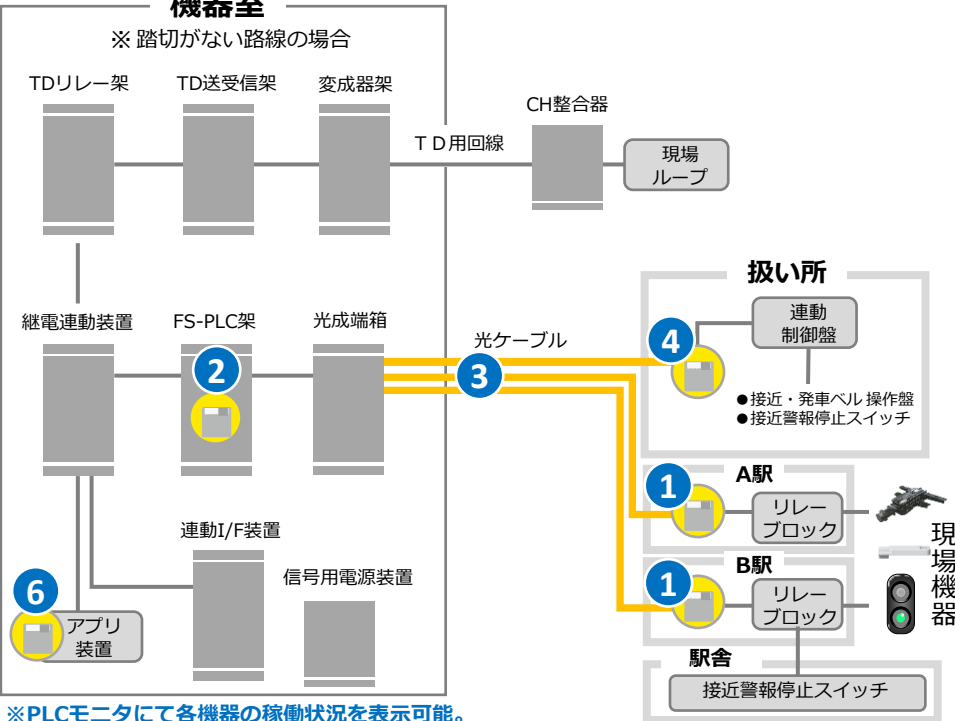 機器室
※ 踏切がない路線の場合
TDリレー架
TD送受信架
変成器架
CH整合器
ＴＤ用回線
現場
ループ
扱い所
継電連動装置
FS-PLC架
光成端箱
光ケーブル
連動
制御盤
4
2
3
●接近・発車ベル 操作盤
●接近警報停止スイッチ
A駅
1
リレー
ブロック
連動I/F装置
現場機器
B駅
1
リレー
ブロック
信号用電源装置
6
アプリ
装置
駅舎
接近警報停止スイッチ
※PLCモニタにて各機器の稼働状況を表示可能。